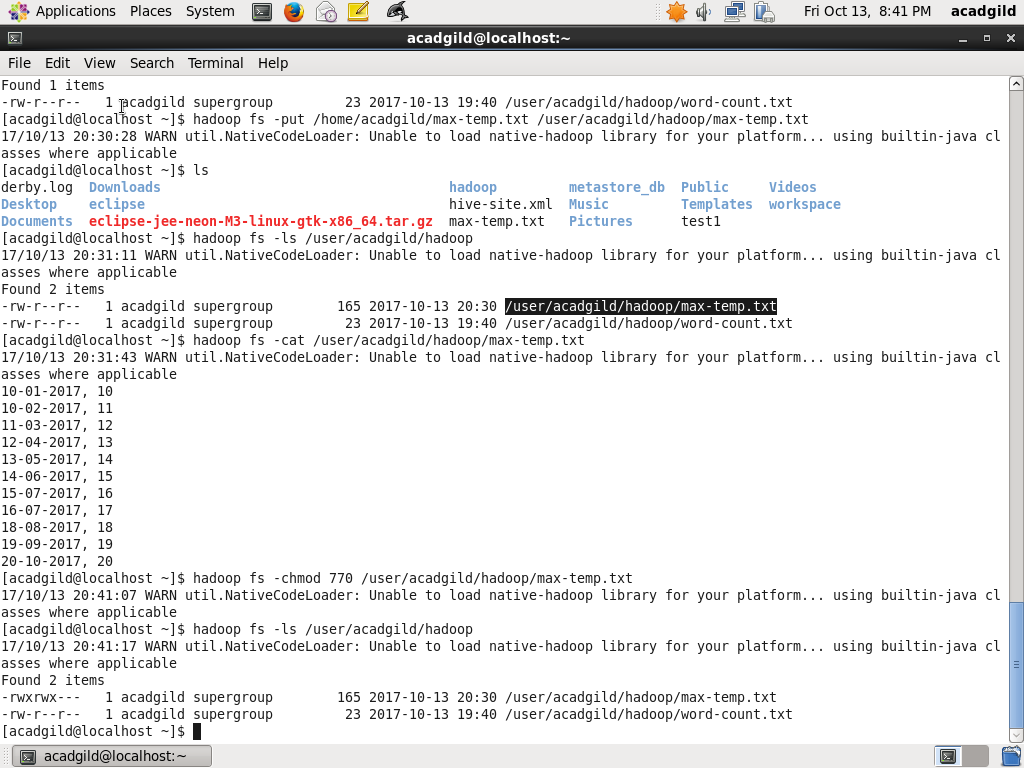 Applications Places System Fri Oct 13, 8:41 PM acadgild
acadgild@localhost:~
File Edit View Search Terminal Help
Found 1 items
-rw-r--r--   1 acadgild supergroup         23 2017-10-13 19:40 /user/acadgild/hadoop/word-count.txt
[acadgild@localhost ~]$ hadoop fs -put /home/acadgild/max-temp.txt /user/acadgild/hadoop/max-temp.txt
17/10/13 20:30:28 WARN util.NativeCodeLoader: Unable to load native-hadoop library for your platform... using builtin-java cl
asses where applicable
[acadgild@localhost ~]$ ls
derby.log  Downloads                                    hadoop         metastore_db  Public     Videos
Desktop    eclipse                                      hive-site.xml  Music         Templates  workspace
Documents  eclipse-jee-neon-M3-linux-gtk-x86_64.tar.gz  max-temp.txt   Pictures      test1
[acadgild@localhost ~]$ hadoop fs -ls /user/acadgild/hadoop
17/10/13 20:31:11 WARN util.NativeCodeLoader: Unable to load native-hadoop library for your platform... using builtin-java cl
asses where applicable
Found 2 items
-rw-r--r--   1 acadgild supergroup        165 2017-10-13 20:30 /user/acadgild/hadoop/max-temp.txt
-rw-r--r--   1 acadgild supergroup         23 2017-10-13 19:40 /user/acadgild/hadoop/word-count.txt
[acadgild@localhost ~]$ hadoop fs -cat /user/acadgild/hadoop/max-temp.txt
17/10/13 20:31:43 WARN util.NativeCodeLoader: Unable to load native-hadoop library for your platform... using builtin-java cl
asses where applicable
10-01-2017, 10
10-02-2017, 11
11-03-2017, 12
12-04-2017, 13
13-05-2017, 14
14-06-2017, 15
15-07-2017, 16
16-07-2017, 17
18-08-2017, 18
19-09-2017, 19
20-10-2017, 20
[acadgild@localhost ~]$ hadoop fs -chmod 770 /user/acadgild/hadoop/max-temp.txt
17/10/13 20:41:07 WARN util.NativeCodeLoader: Unable to load native-hadoop library for your platform... using builtin-java cl
asses where applicable
[acadgild@localhost ~]$ hadoop fs -ls /user/acadgild/hadoop
17/10/13 20:41:17 WARN util.NativeCodeLoader: Unable to load native-hadoop library for your platform... using builtin-java cl
asses where applicable
Found 2 items
-rwxrwx---   1 acadgild supergroup        165 2017-10-13 20:30 /user/acadgild/hadoop/max-temp.txt
-rw-r--r--   1 acadgild supergroup         23 2017-10-13 19:40 /user/acadgild/hadoop/word-count.txt
[acadgild@localhost ~]$
acadgild@localhost:~